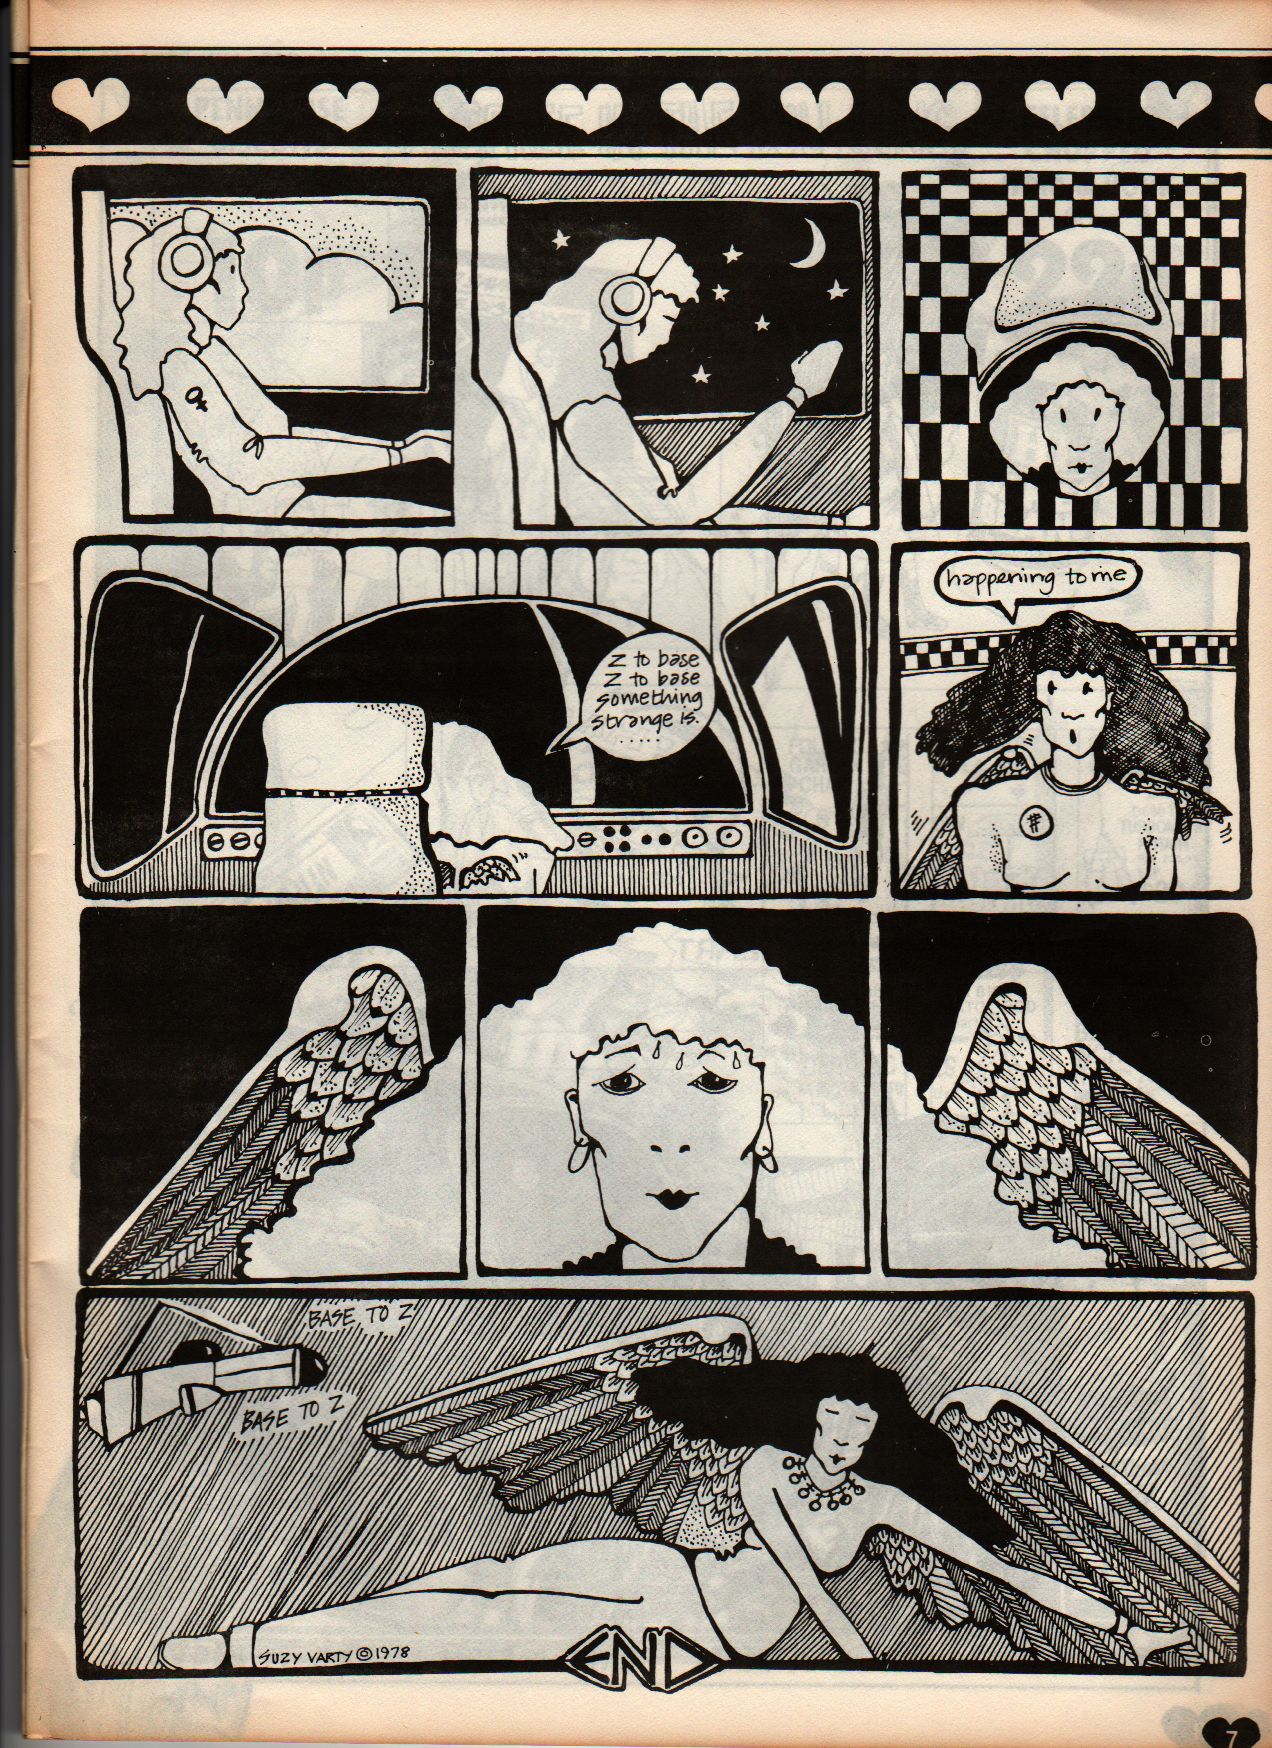 Z to base
Z to base
something
strange is.
.....
happening to me
BASE TO Z
BASE TO Z
SUZY VARTY © 1978
END
7